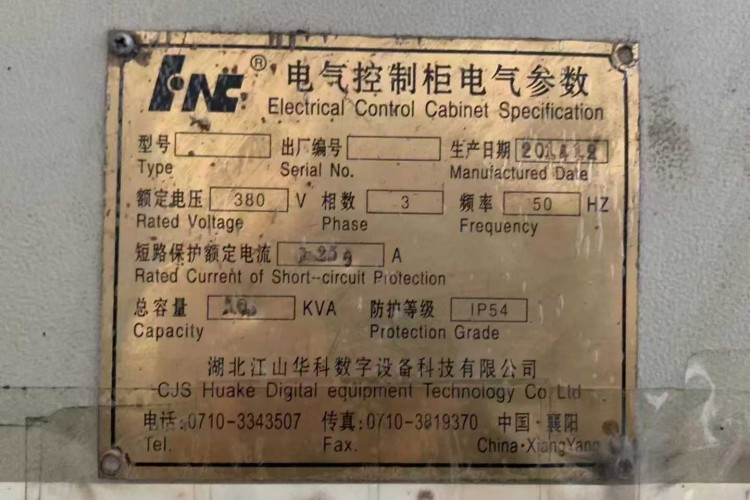 HNC ® 电气控制柜电气参数
Electrical Control Cabinet Specification
型号 出厂编号 生产日期
Type Serial No. Manufactured Date
额定电压 380 V 相数 3 频率 50 HZ
Rated Voltage Phase Frequency
短路保护额定电流 A
Rated Current of Short--circuit Protection
总容量 KVA 防护等级 IP54
Capacity Protection Grade
湖北江山华科数字设备科技有限公司
CJS Huake Digital equipment Technology Co Ltd
电话:0710-3343507 传真:0710-3819370 中国·襄阳
Tel. Fax. China·XiangYang